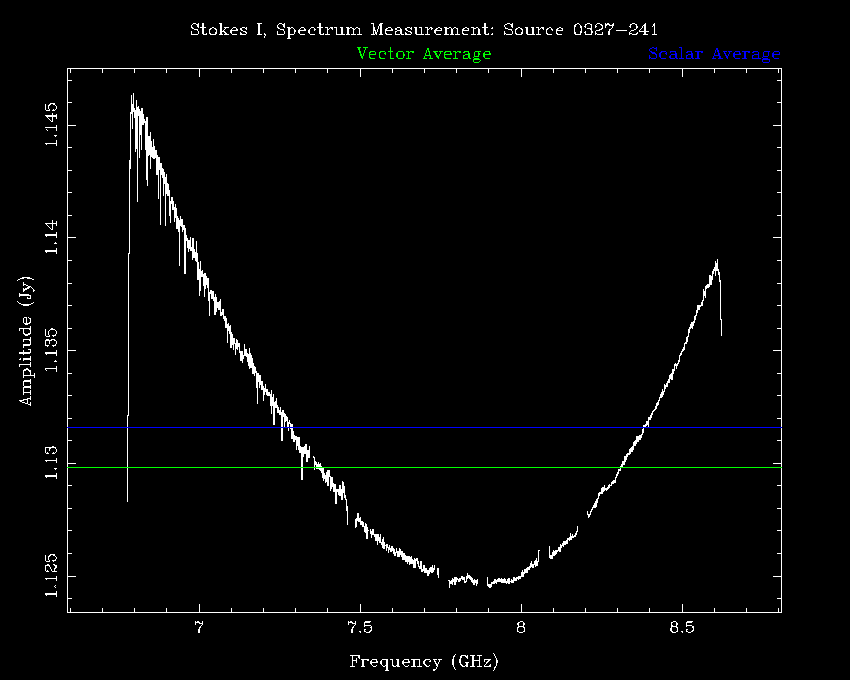 Stokes I, Spectrum Measurement: Source 0327−241
Vector Average Scalar Average
1.145
1.14
1.135
1.13
1.125
Amplitude (Jy)
7 7.5 8 8.5
Frequency (GHz)